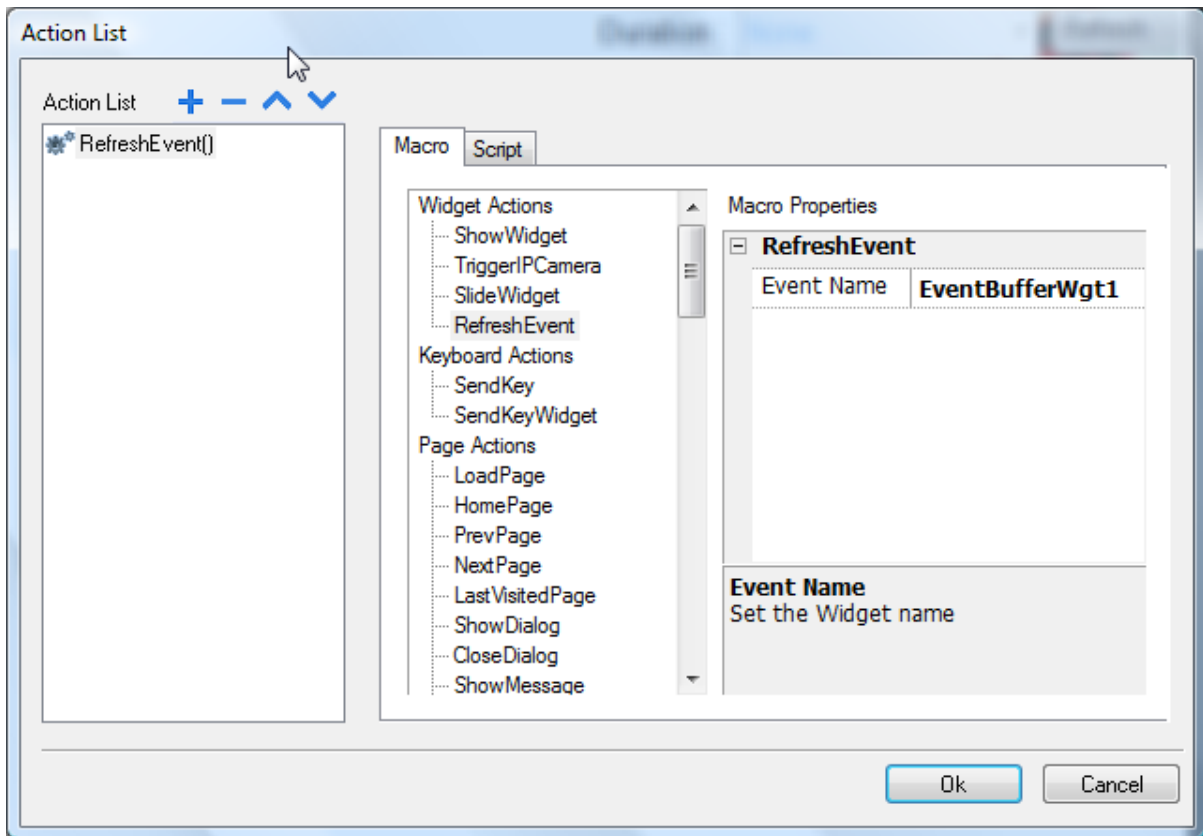 Action List
Action List
RefreshEvent()
Macro
Script
Widget Actions
ShowWidget
TriggerIPCamera
SlideWidget
RefreshEvent
Keyboard Actions
SendKey
SendKeyWidget
Page Actions
LoadPage
HomePage
PrevPage
NextPage
LastVisitedPage
ShowDialog
CloseDialog
ShowMessage
Macro Properties
RefreshEvent
Event Name EventBufferWgt1
Event Name
Set the Widget name
Ok
Cancel